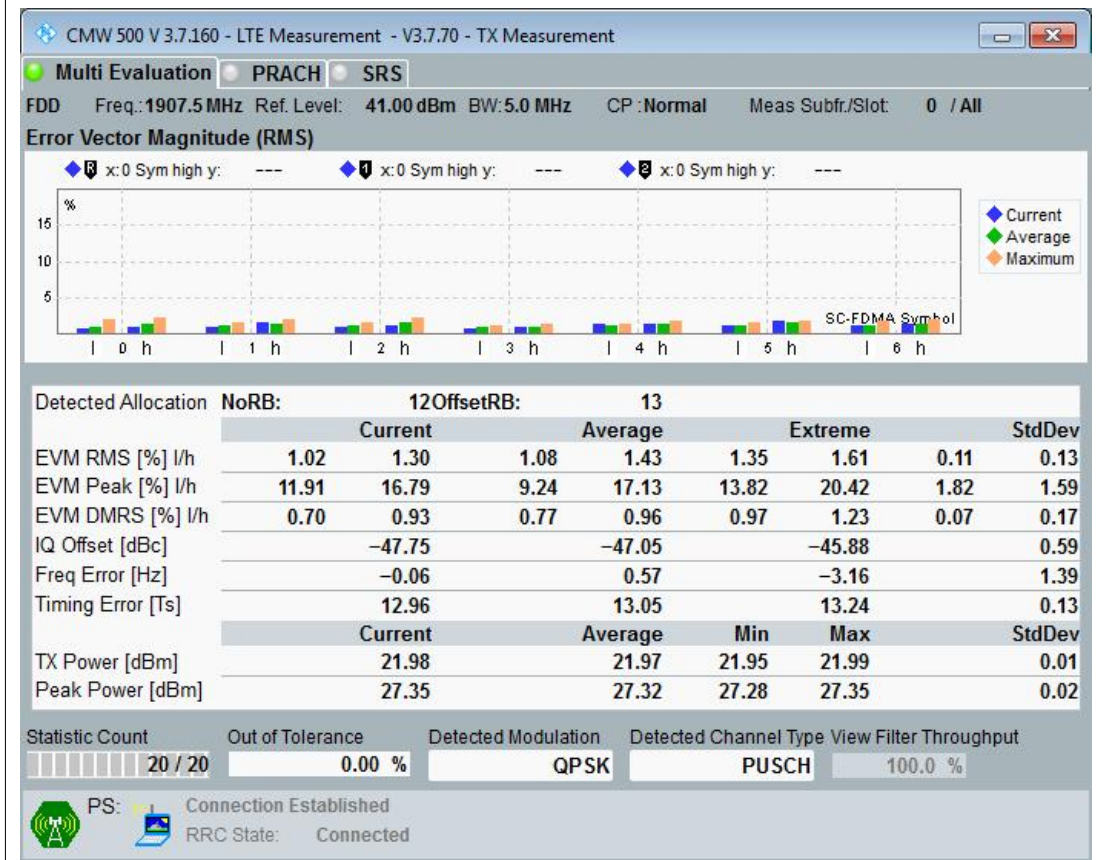 CMW 500 V 3.7.160 - LTE Measurement - V3.7.70 - TX Measurement
Multi Evaluation PRACH SRS
FDD Freq.: 1907.5 MHz Ref. Level: 41.00 dBm BW: 5.0 MHz CP : Normal Meas Subfr./Slot: 0 / All
Error Vector Magnitude (RMS)
R x: 0 Sym high y: --- 1 x: 0 Sym high y: --- 2 x: 0 Sym high y: ---
%
15
10
5
Current
Average
Maximum
SC-FDMA Symbol
l 0 h l 1 h l 2 h l 3 h l 4 h l 5 h l 6 h
Detected Allocation NoRB: 12 OffsetRB: 13
Current Average Extreme StdDev
EVM RMS [%] l/h 1.02 1.30 1.08 1.43 1.35 1.61 0.11 0.13
EVM Peak [%] l/h 11.91 16.79 9.24 17.13 13.82 20.42 1.82 1.59
EVM DMRS [%] l/h 0.70 0.93 0.77 0.96 0.97 1.23 0.07 0.17
IQ Offset [dBc] −47.75 −47.05 −45.88 0.59
Freq Error [Hz] −0.06 0.57 −3.16 1.39
Timing Error [Ts] 12.96 13.05 13.24 0.13
Current Average Min Max StdDev
TX Power [dBm] 21.98 21.97 21.95 21.99 0.01
Peak Power [dBm] 27.35 27.32 27.28 27.35 0.02
Statistic Count Out of Tolerance Detected Modulation Detected Channel Type View Filter Throughput
20 / 20 0.00 % QPSK PUSCH 100.0 %
PS: Connection Established
RRC State: Connected